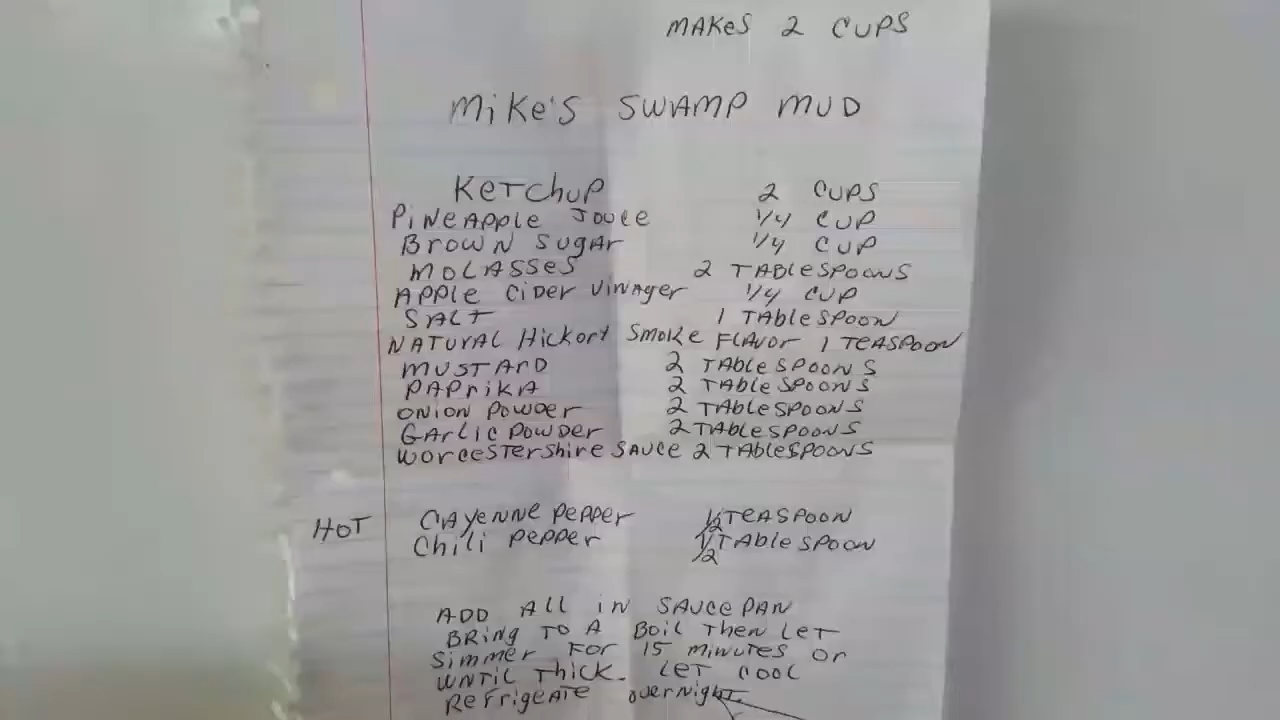 MAKES 2 CUPS
MIKE'S SWAMP MUD
KETCHUP 2 CUPS
PINEAPPLE JOUCE 1/4 CUP
BROWN SUGAR 1/4 CUP
MOLASSES 2 TABLESPOONS
APPLE CIDER VINAGER 1/4 CUP
SALT 1 TABLESPOON
NATURAL HICKORY SMOKE FLAVOR 1 TEASPOON
MUSTARD 2 TABLESPOONS
PAPRIKA 2 TABLESPOONS
ONION POWDER 2 TABLESPOONS
GARLIC POWDER 2 TABLESPOONS
WORCESTERSHIRE SAUCE 2 TABLESPOONS
HOT CAYENNE PEPPER 1/2 TEASPOON
CHILI PEPPER 1/2 TABLESPOON
ADD ALL IN SAUCE PAN
BRING TO A BOIL THEN LET
SIMMER FOR 15 MINUTES OR
UNTIL THICK. LET COOL
REFRIGEATE OVERNIGHT